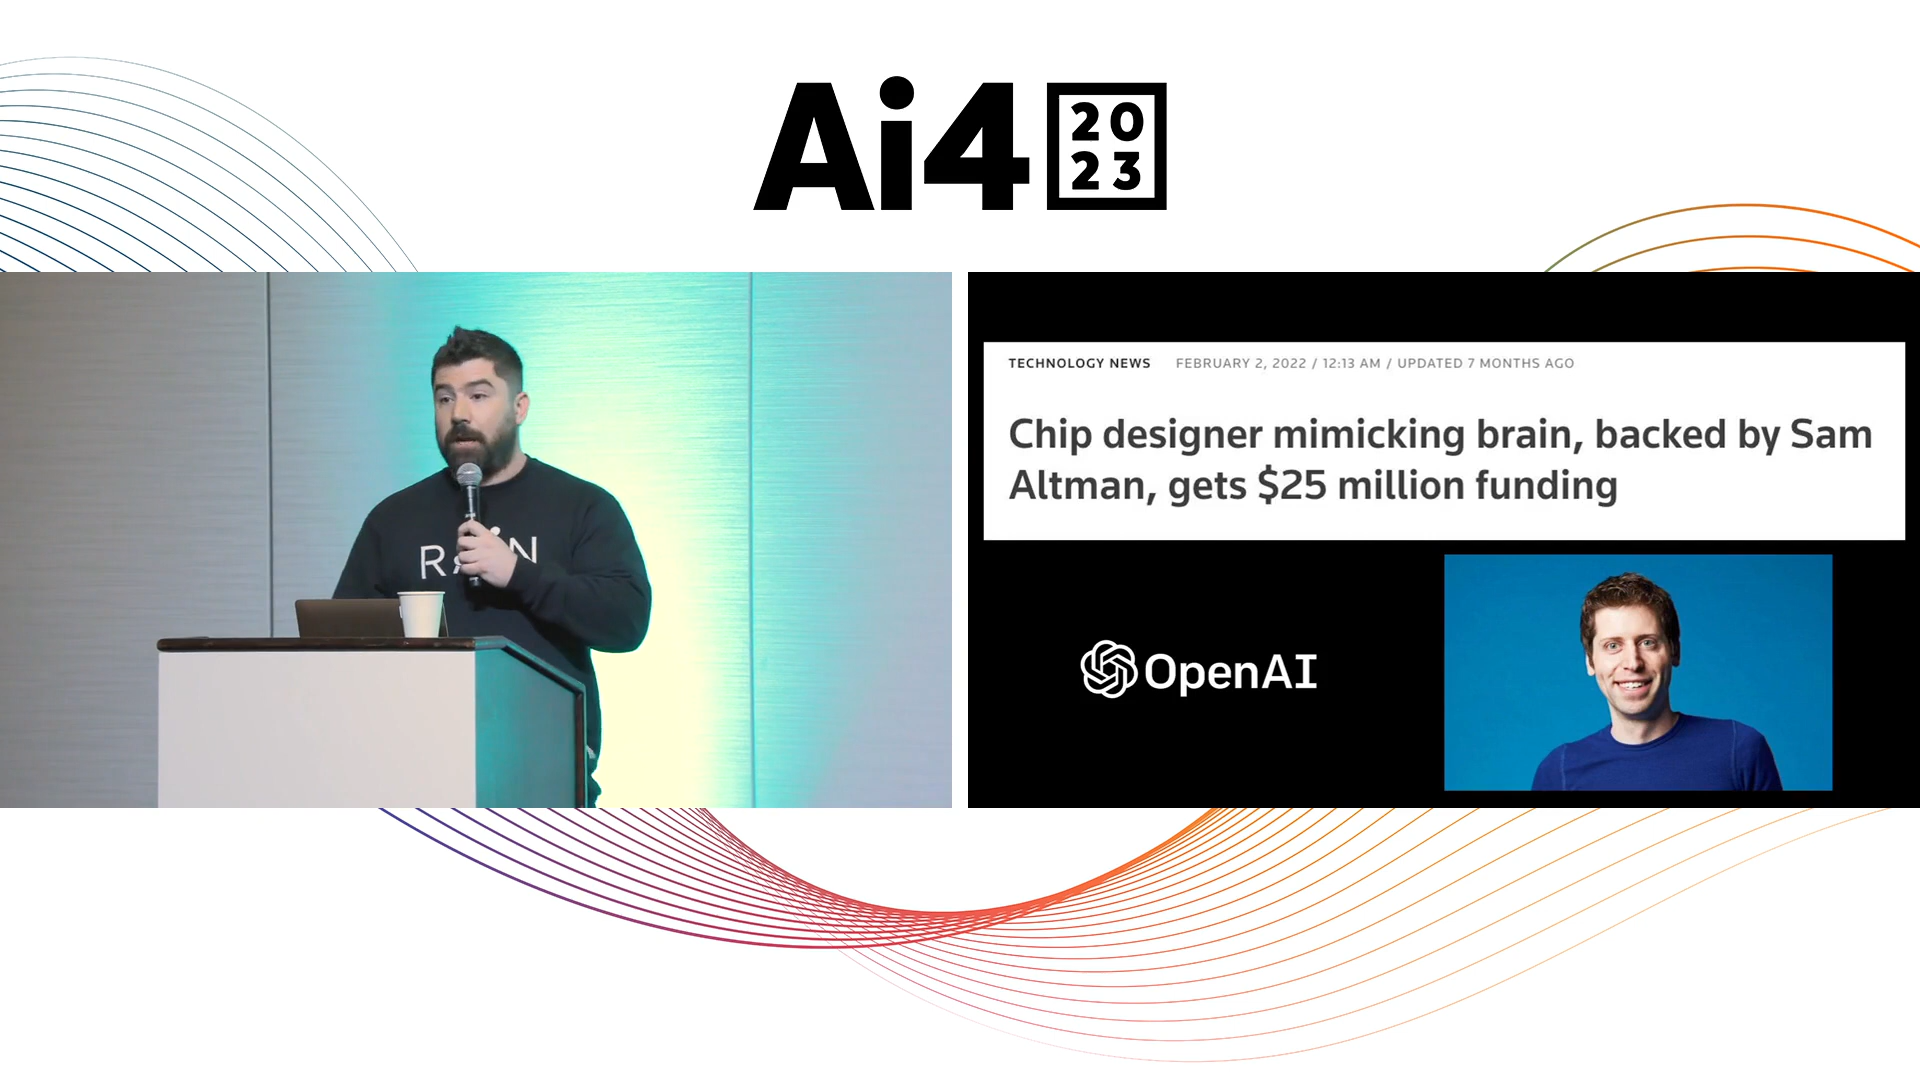 Ai4
20
23
TECHNOLOGY NEWS FEBRUARY 2, 2022 / 12:13 AM / UPDATED 7 MONTHS AGO
Chip designer mimicking brain, backed by Sam
Altman, gets $25 million funding
OpenAI